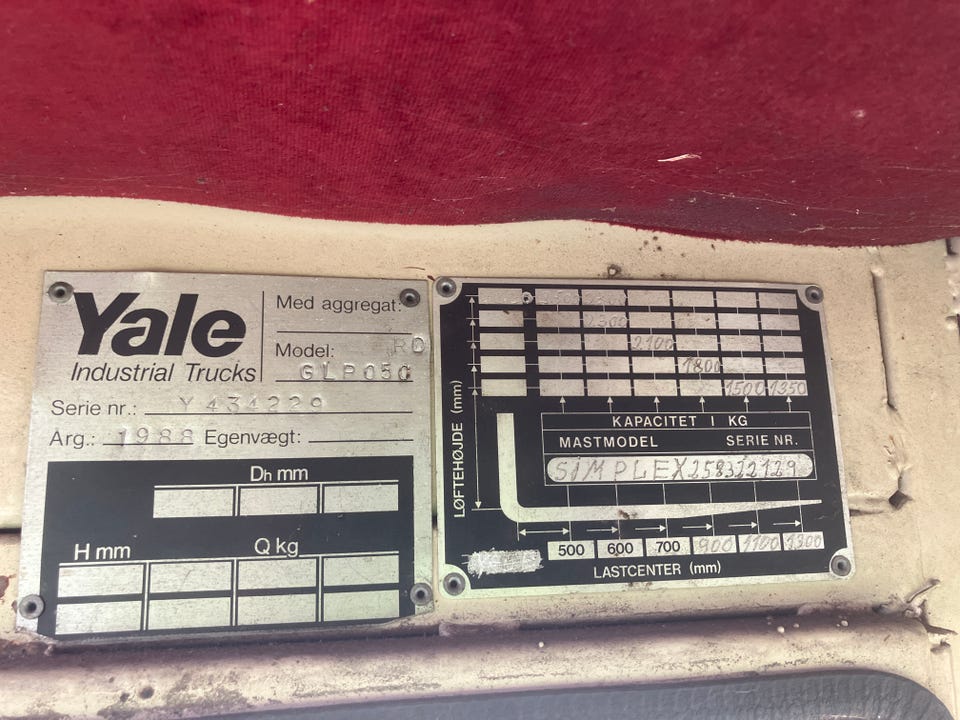 Yale
Industrial Trucks
Med aggregat:
Model: RD
GLP050
Serie nr.: Y434229
Årg.: 1988 Egenvægt:
Dh mm
H mm Q kg
2300
2100
1800
1500 1350
LØFTEHØJDE (mm)
KAPACITET I KG
MASTMODEL SERIE NR.
SIMPLEX 258322129
500 600 700 900 1100 1300
LASTCENTER (mm)